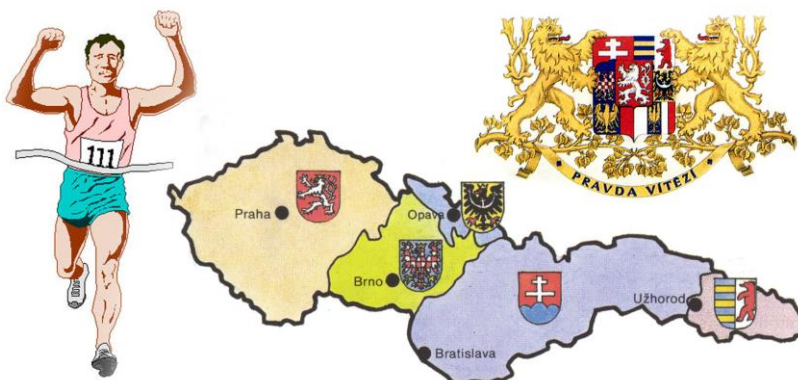 111
PRAVDA VÍTĚZÍ
Praha
Opava
Brno
Užhorod
Bratislava